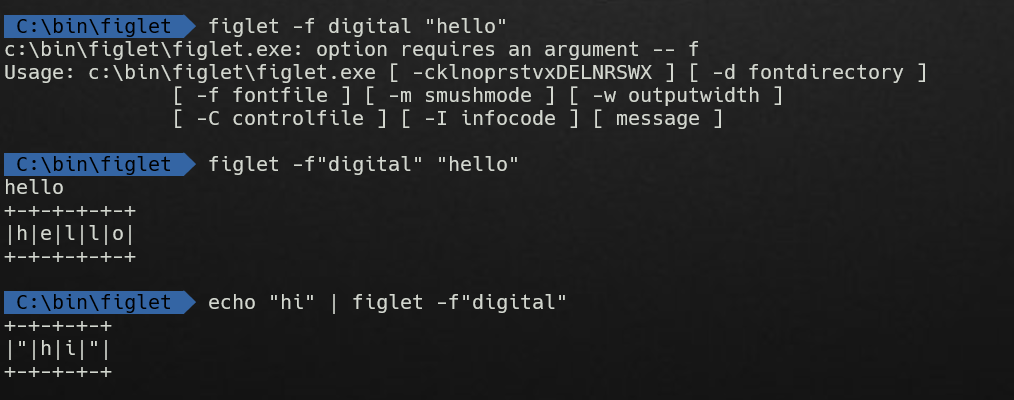 C:\bin\figlet figlet -f digital "hello"
c:\bin\figlet\figlet.exe: option requires an argument -- f
Usage: c:\bin\figlet\figlet.exe [ -cklnoprstvxDELNRSWX ] [ -d fontdirectory ]
              [ -f fontfile ] [ -m smushmode ] [ -w outputwidth ]
              [ -C controlfile ] [ -I infocode ] [ message ]
C:\bin\figlet figlet -f"digital" "hello"
hello
+-+-+-+-+-+
|h|e|l|l|o|
+-+-+-+-+-+
C:\bin\figlet echo "hi" | figlet -f"digital"
+-+-+-+-+
|"|h|i|"|
+-+-+-+-+